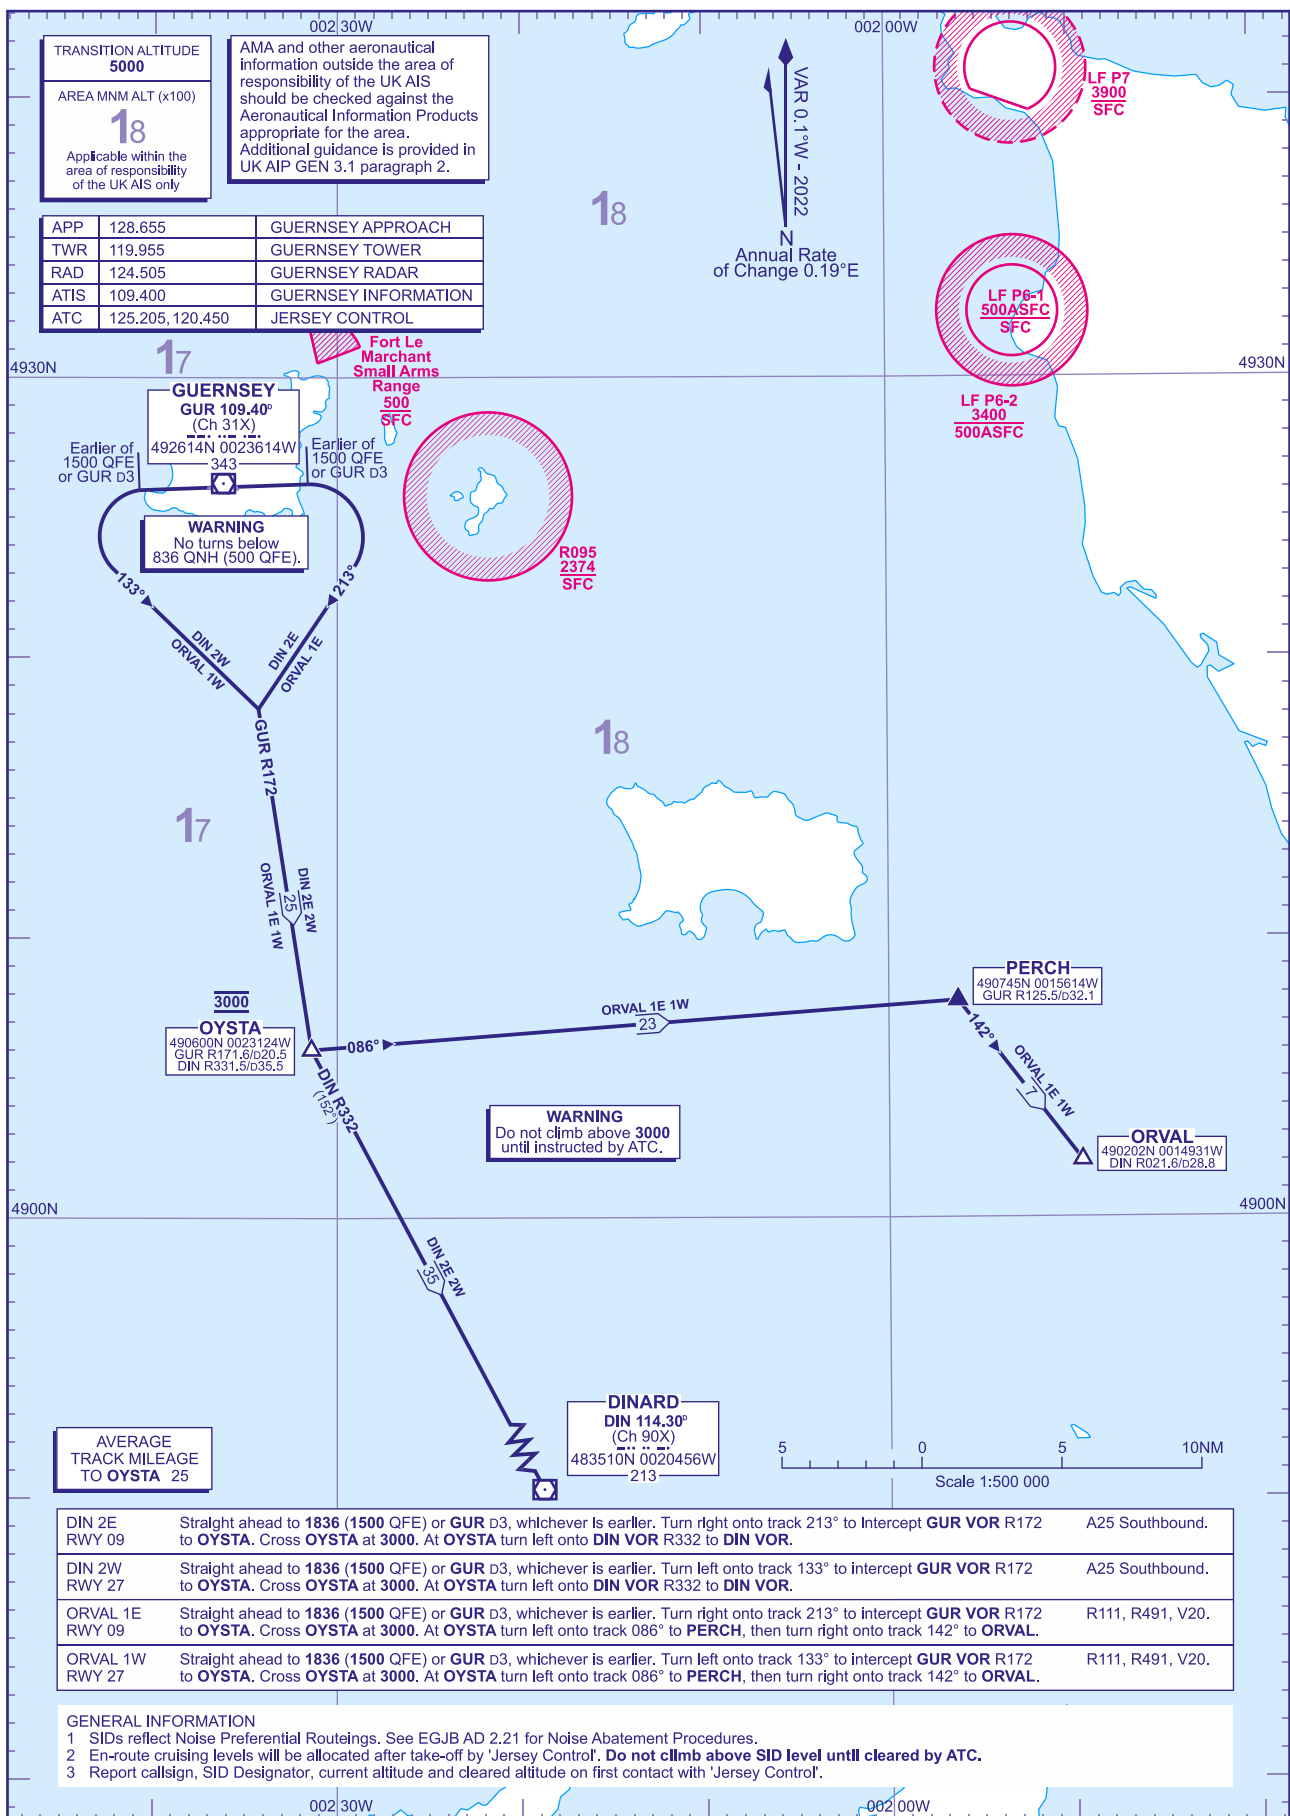 002 30W
002 00W
TRANSITION ALTITUDE
5000
AREA MNM ALT (x100)
18
Applicable within the
area of responsibility
of the UK AIS only
AMA and other aeronautical
information outside the area of
responsibility of the UK AIS
should be checked against the
Aeronautical Information Products
appropriate for the area.
Additional guidance is provided in
UK AIP GEN 3.1 paragraph 2.
VAR 0.1°W - 2022
N
Annual Rate
of Change 0.19°E
LF P7
3900
SFC
18
APP 128.655 GUERNSEY APPROACH
TWR 119.955 GUERNSEY TOWER
RAD 124.505 GUERNSEY RADAR
ATIS 109.400 GUERNSEY INFORMATION
ATC 125.205, 120.450 JERSEY CONTROL
LF P6-1
500ASFC
SFC
17
Fort Le
Marchant
Small Arms
Range
500
SFC
4930N
4930N
LF P6-2
3400
500ASFC
GUERNSEY
GUR 109.40ᴰ
(Ch 31X)
492614N 0023614W
343
Earlier of
1500 QFE
or GUR D3
Earlier of
1500 QFE
or GUR D3
WARNING
No turns below
836 QNH (500 QFE).
R095
2374
SFC
133°
213°
DIN 2W
ORVAL 1W
DIN 2E
ORVAL 1E
GUR R172
18
17
ORVAL 1E 1W
25
DIN 2E 2W
3000
OYSTA
490600N 0023124W
GUR R171.6/D20.5
DIN R331.5/D35.5
086°
ORVAL 1E 1W
23
PERCH
490745N 0015614W
GUR R125.5/D32.1
142°
ORVAL 1E 1W
7
ORVAL
490202N 0014931W
DIN R021.6/D28.8
DIN R332
(152°)
WARNING
Do not climb above 3000
until instructed by ATC.
4900N
4900N
DIN 2E 2W
35
DINARD
DIN 114.30ᴰ
(Ch 90X)
483510N 0020456W
213
AVERAGE
TRACK MILEAGE
TO OYSTA 25
5 0 5 10NM
Scale 1:500 000
DIN 2E Straight ahead to 1836 (1500 QFE) or GUR D3, whichever is earlier. Turn right onto track 213° to intercept GUR VOR R172 A25 Southbound.
RWY 09 to OYSTA. Cross OYSTA at 3000. At OYSTA turn left onto DIN VOR R332 to DIN VOR.
DIN 2W Straight ahead to 1836 (1500 QFE) or GUR D3, whichever is earlier. Turn left onto track 133° to intercept GUR VOR R172 A25 Southbound.
RWY 27 to OYSTA. Cross OYSTA at 3000. At OYSTA turn left onto DIN VOR R332 to DIN VOR.
ORVAL 1E Straight ahead to 1836 (1500 QFE) or GUR D3, whichever is earlier. Turn right onto track 213° to intercept GUR VOR R172 R111, R491, V20.
RWY 09 to OYSTA. Cross OYSTA at 3000. At OYSTA turn left onto track 086° to PERCH, then turn right onto track 142° to ORVAL.
ORVAL 1W Straight ahead to 1836 (1500 QFE) or GUR D3, whichever is earlier. Turn left onto track 133° to intercept GUR VOR R172 R111, R491, V20.
RWY 27 to OYSTA. Cross OYSTA at 3000. At OYSTA turn left onto track 086° to PERCH, then turn right onto track 142° to ORVAL.
GENERAL INFORMATION
1 SIDs reflect Noise Preferential Routeings. See EGJB AD 2.21 for Noise Abatement Procedures.
2 En-route cruising levels will be allocated after take-off by 'Jersey Control'. Do not climb above SID level until cleared by ATC.
3 Report callsign, SID Designator, current altitude and cleared altitude on first contact with 'Jersey Control'.
002 30W
002 00W